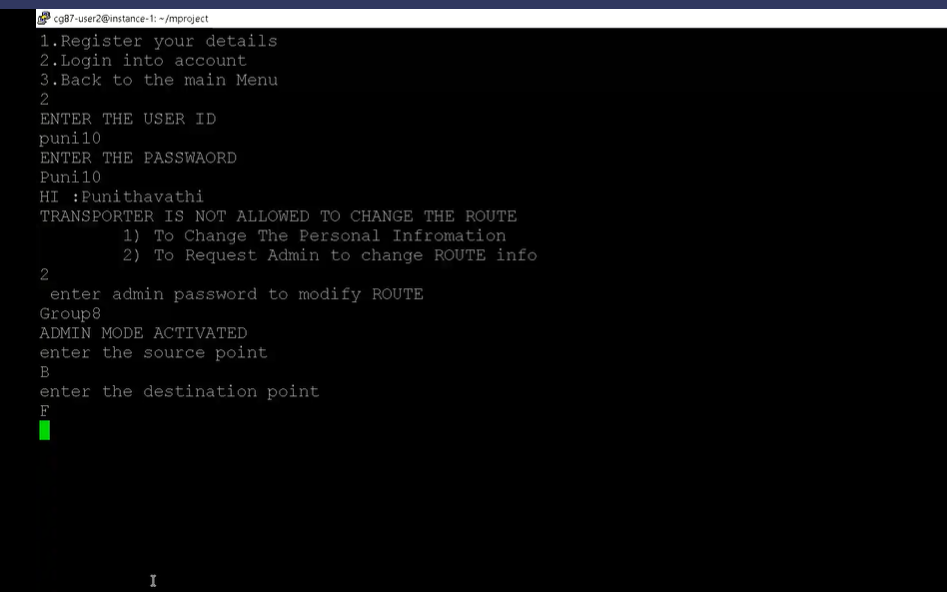 cg87-user2@instance-1: ~/mproject
1.Register your details
2.Login into account
3.Back to the main Menu
2
ENTER THE USER ID
puni10
ENTER THE PASSWAORD
Puni10
HI :Punithavathi
TRANSPORTER IS NOT ALLOWED TO CHANGE THE ROUTE
1) To Change The Personal Infromation
2) To Request Admin to change ROUTE info
2
enter admin password to modify ROUTE
Group8
ADMIN MODE ACTIVATED
enter the source point
B
enter the destination point
F